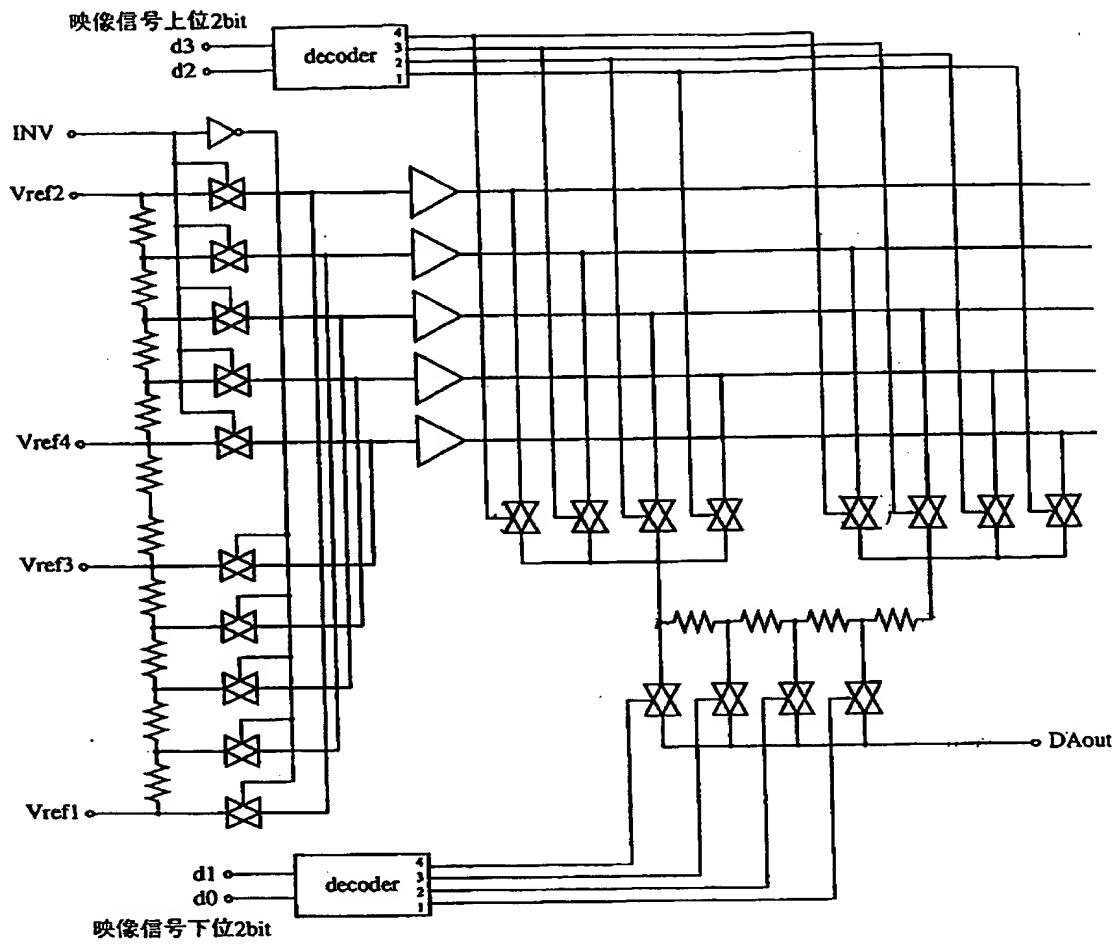 映像信号上位2bit
d3
d2
decoder
4
3
2
1
INV
Vref2
Vref4
Vref3
Vref1
DAout
d1
d0
decoder
4
3
2
1
映像信号下位2bit